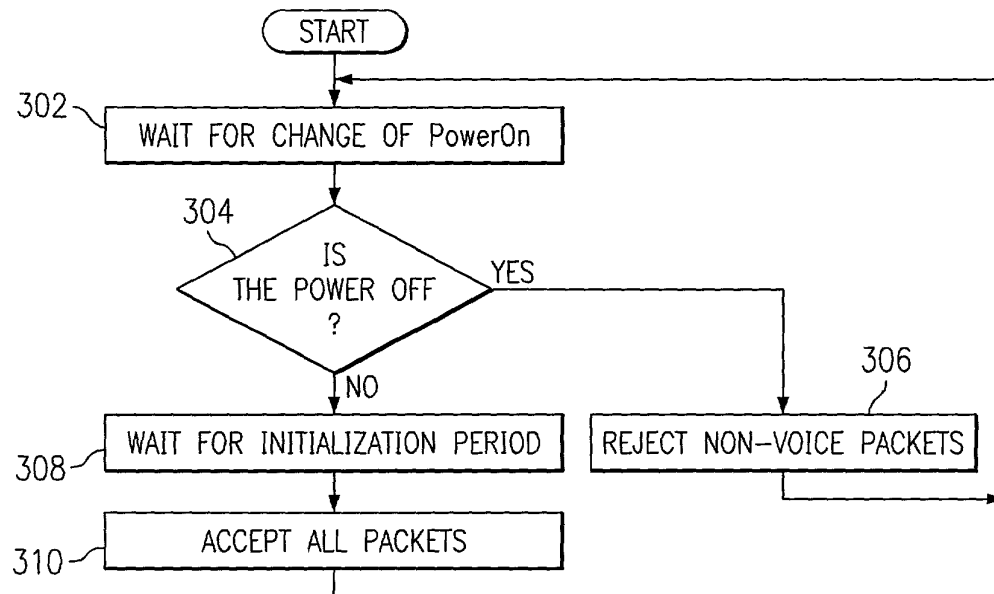 START
302
WAIT FOR CHANGE OF PowerOn
304
IS
THE POWER OFF
?
YES
NO
306
308
WAIT FOR INITIALIZATION PERIOD
REJECT NON-VOICE PACKETS
310
ACCEPT ALL PACKETS